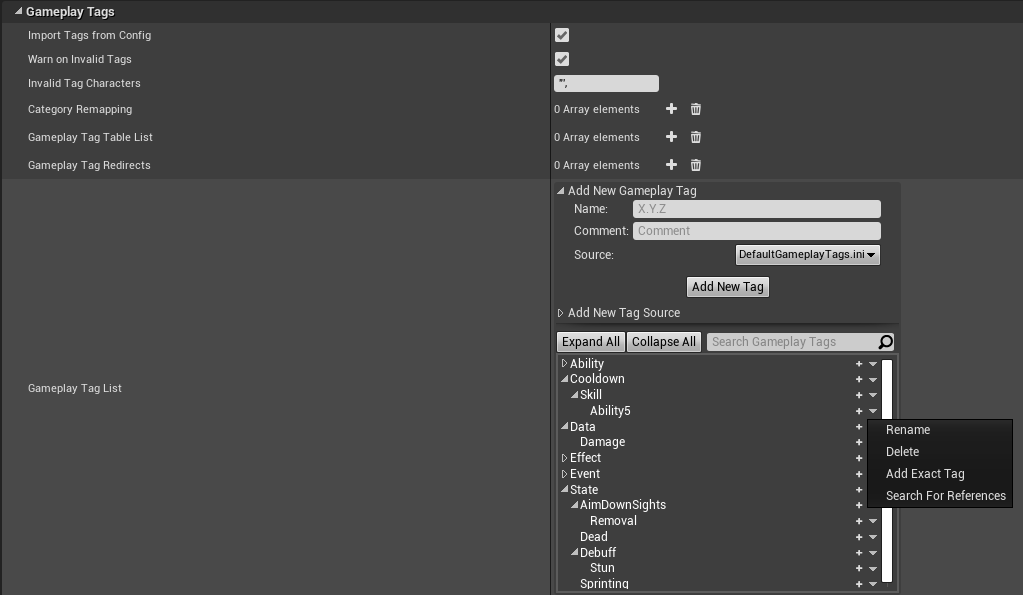 Gameplay Tags
Import Tags from Config
Warn on Invalid Tags
Invalid Tag Characters "',
Category Remapping 0 Array elements
Gameplay Tag Table List 0 Array elements
Gameplay Tag Redirects 0 Array elements
Add New Gameplay Tag
Name: X.Y.Z
Comment: Comment
Source: DefaultGameplayTags.ini
Add New Tag
Add New Tag Source
Expand All Collapse All Search Gameplay Tags
Gameplay Tag List
Ability
Cooldown
Skill
Ability5
Data
Damage
Effect
Event
State
AimDownSights
Removal
Dead
Debuff
Stun
Sprinting
Rename
Delete
Add Exact Tag
Search For References